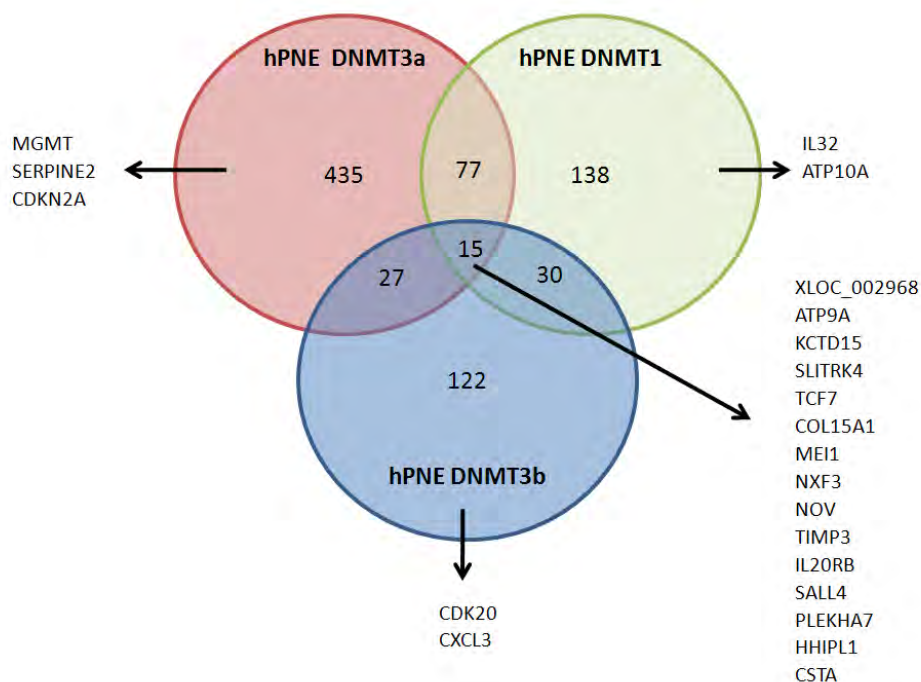 hPNE DNMT3a
hPNE DNMT1
MGMT
SERPINE2
CDKN2A
435
77
138
IL32
ATP10A
15
27
30
122
hPNE DNMT3b
XLOC_002968
ATP9A
KCTD15
SLITRK4
TCF7
COL15A1
MEI1
NXF3
NOV
TIMP3
IL20RB
SALL4
PLEKHA7
HHIPL1
CSTA
CDK20
CXCL3